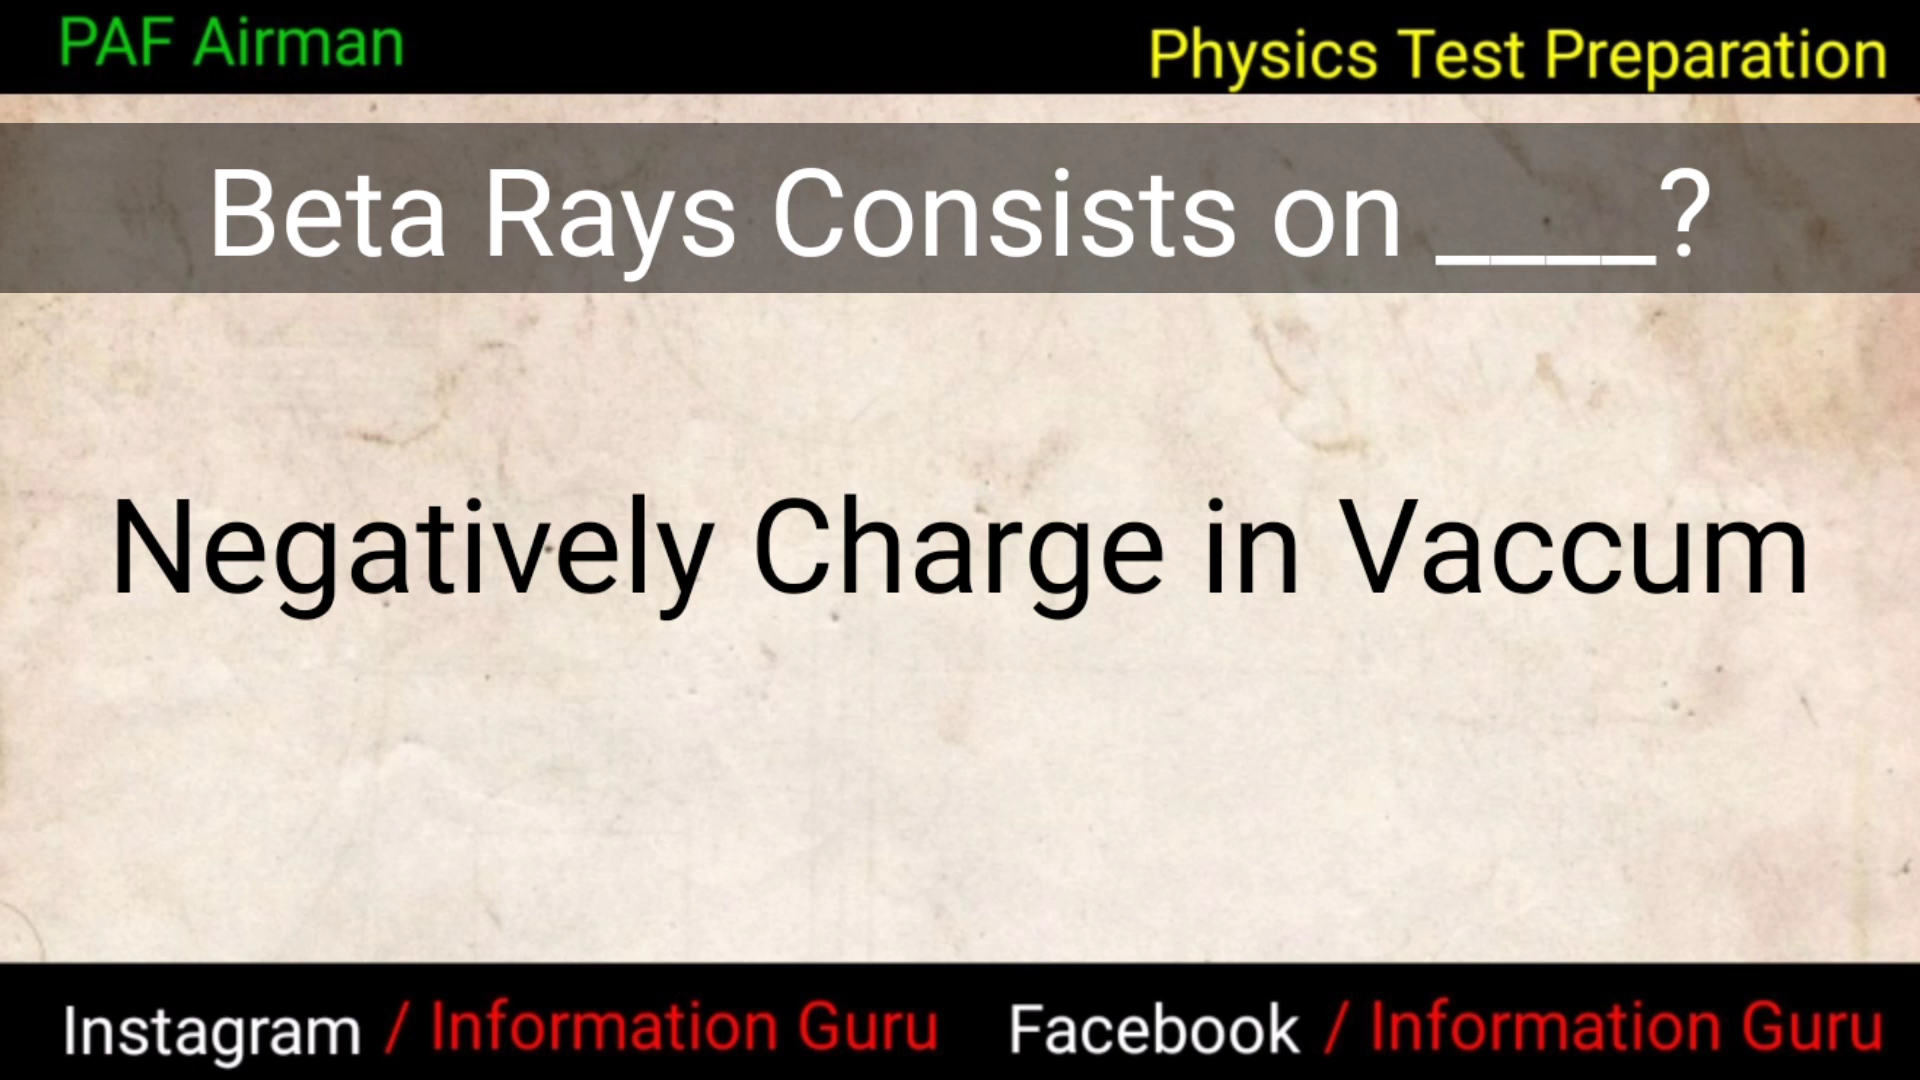 PAF Airman
Physics Test Preparation
Beta Rays Consists on ____?
Negatively Charge in Vaccum
Instagram / Information Guru Facebook / Information Guru